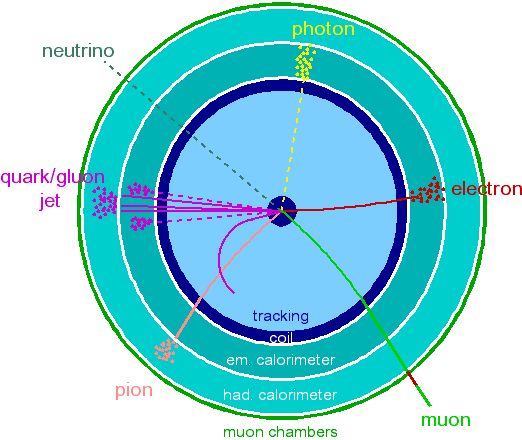 photon
neutrino
quark/gluon
jet
electron
tracking
coil
em. calorimeter
had. calorimeter
pion
muon
muon chambers